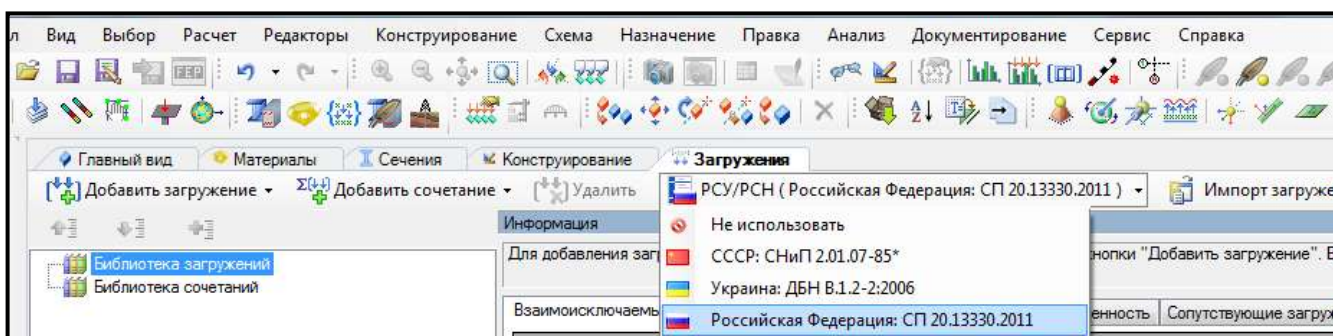 л Вид Выбор Расчет Редакторы Конструирование Схема Назначение Правка Анализ Документирование Сервис Справка
Главный вид Материалы Сечения Конструирование Загружения
Добавить загружение Добавить сочетание Удалить РСУ/РСН ( Российская Федерация: СП 20.13330.2011 ) Импорт загруже
Информация Не использовать
Библиотека загружений Для добавления заг СССР: СНиП 2.01.07-85* нопки "Добавить загружение". В
Библиотека сочетаний Украина: ДБН В.1.2-2:2006
Взаимоисключаемы Российская Федерация: СП 20.13330.2011 енность Сопутствующие загруж